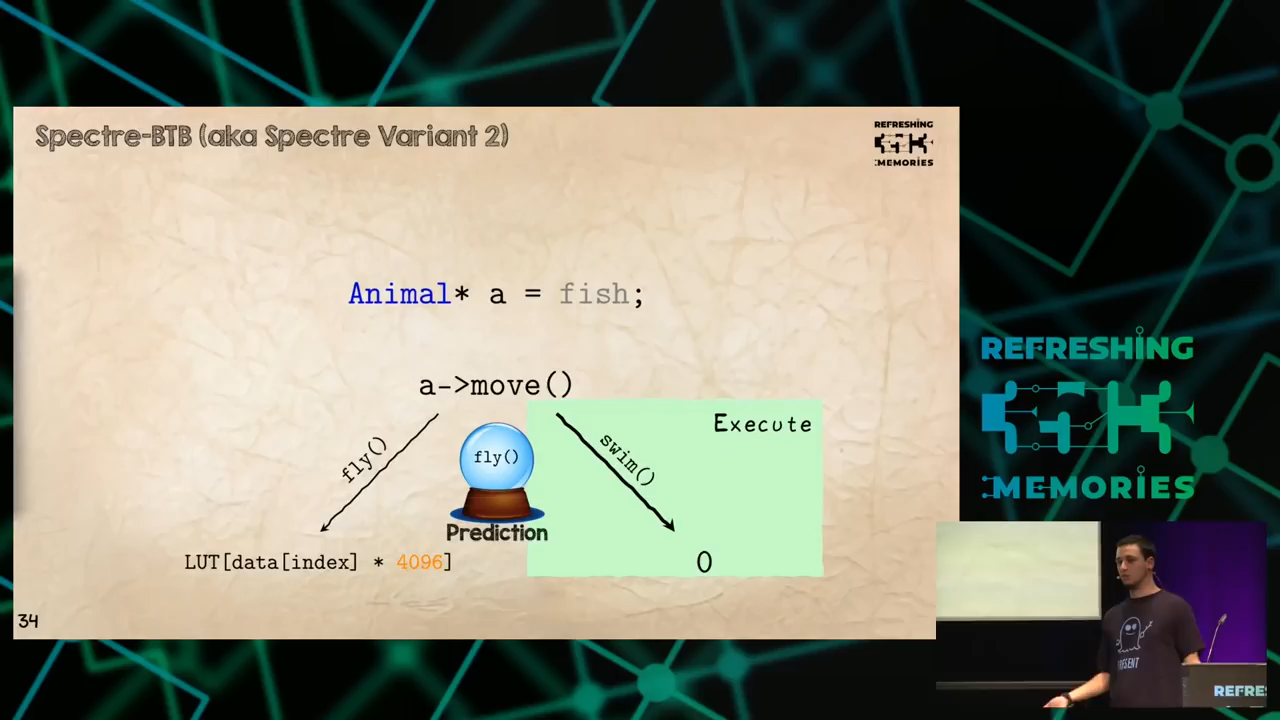 Spectre-BTB (aka Spectre Variant 2)
REFRESHING
MEMORIES
Animal* a = fish;
a->move()
Execute
fly()
fly()
swim()
Prediction
LUT[data[index] * 4096]
0
34
REFRESHING
MEMORIES
REFRE